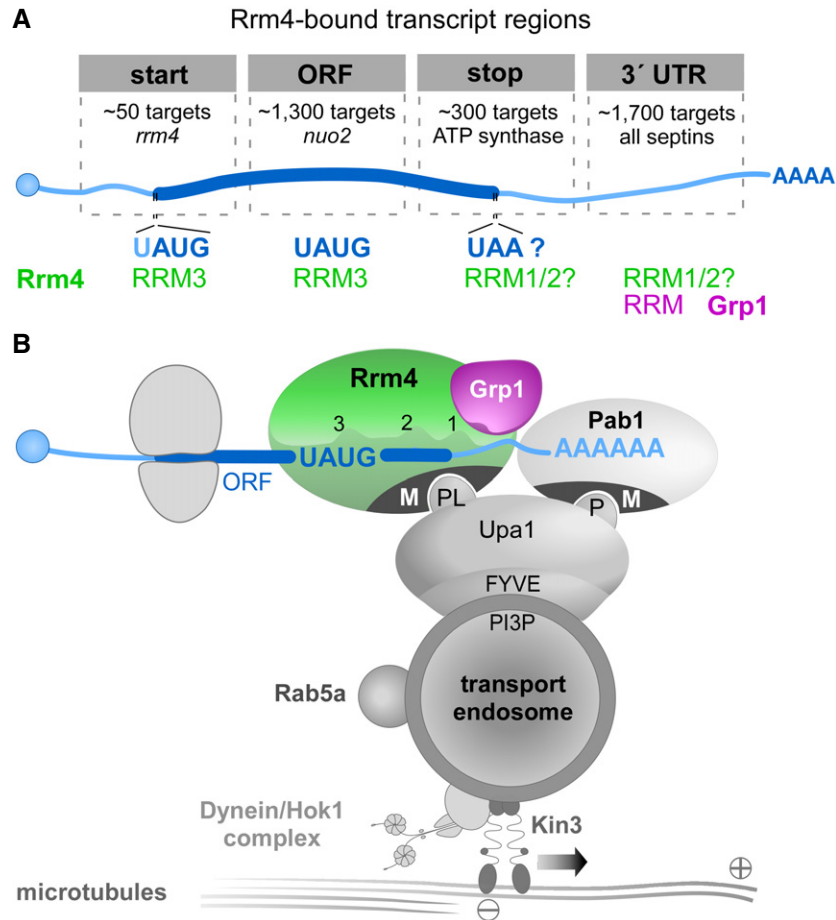 A
Rrm4-bound transcript regions
start ORF stop 3´ UTR
~50 targets ~1,300 targets ~300 targets ~1,700 targets
rrm4 nuo2 ATP synthase all septins
AAAA
UAUG UAUG UAA ?
Rrm4 RRM3 RRM3 RRM1/2? RRM1/2?
RRM Grp1
B
Rrm4
Grp1
Pab1
3 2 1
UAUG
AAAAAA
ORF
M PL P M
Upa1
FYVE
PI3P
Rab5a
transport
endosome
Dynein/Hok1
complex
Kin3
+
microtubules
−